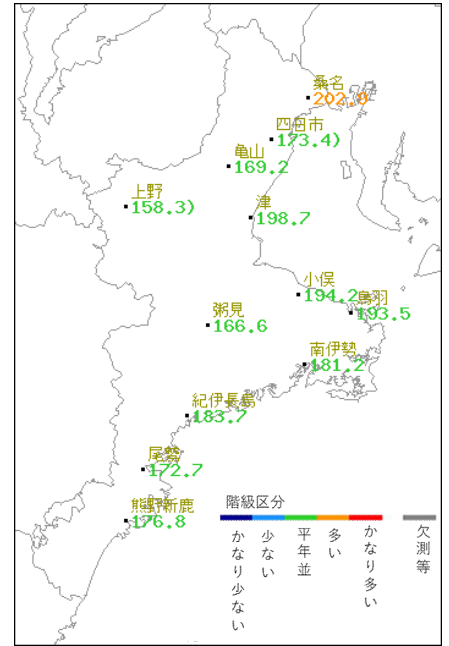 桑名
202.0
四日市
173.4)
亀山
169.2
上野
158.3)
津
198.7
小俣
194.2
鳥羽
193.5
粥見
166.6
南伊勢
181.2
紀伊長島
183.7
尾鷲
172.7
熊野新鹿
176.8
階級区分
かなり少ない
少ない
平年並
多い
かなり多い
欠測等